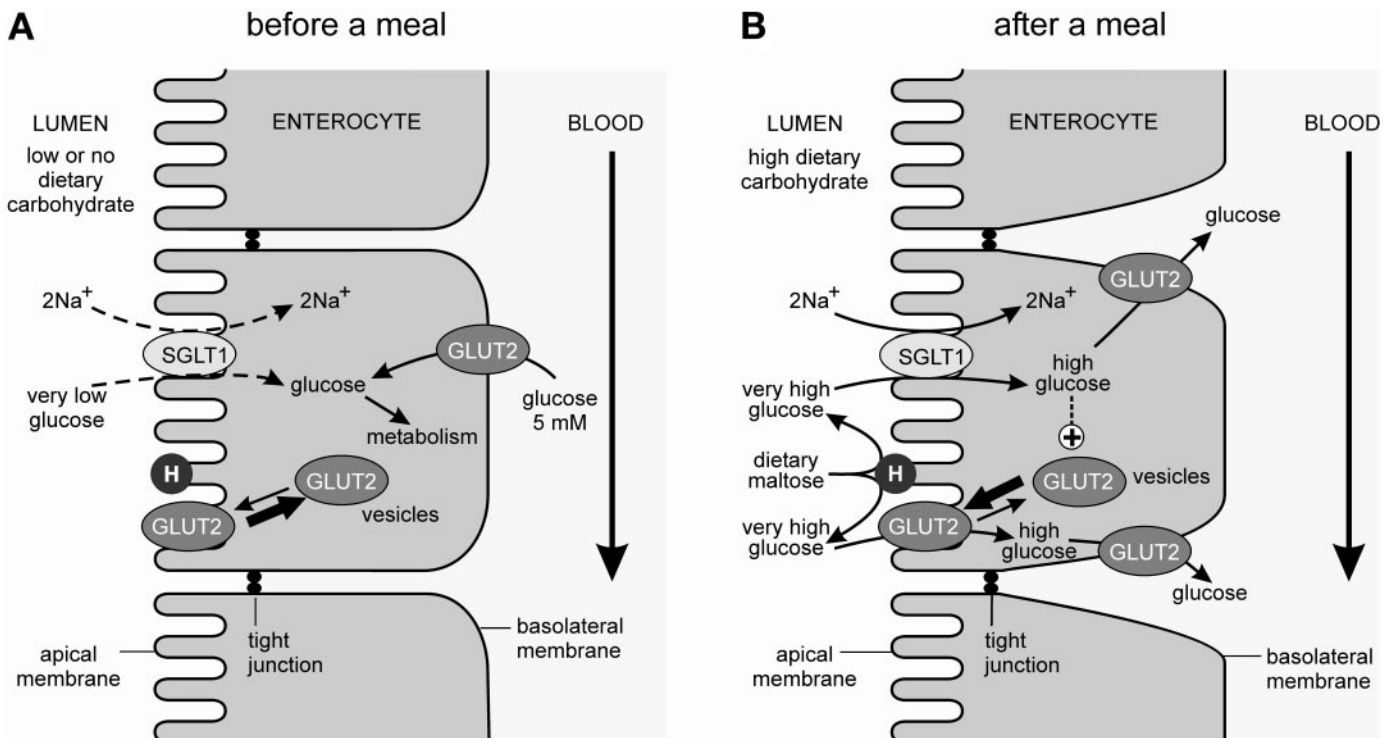 A
before a meal
LUMEN
low or no
dietary
carbohydrate
ENTEROCYTE
BLOOD
2Na+
2Na+
SGLT1
GLUT2
very low
glucose
glucose
glucose
5 mM
metabolism
H
GLUT2
vesicles
GLUT2
apical
membrane
tight
junction
basolateral
membrane
B
after a meal
LUMEN
high dietary
carbohydrate
ENTEROCYTE
BLOOD
glucose
GLUT2
2Na+
2Na+
SGLT1
high
glucose
very high
glucose
+
dietary
maltose
H
GLUT2
vesicles
GLUT2
very high
glucose
high
glucose
GLUT2
glucose
apical
membrane
tight
junction
basolateral
membrane